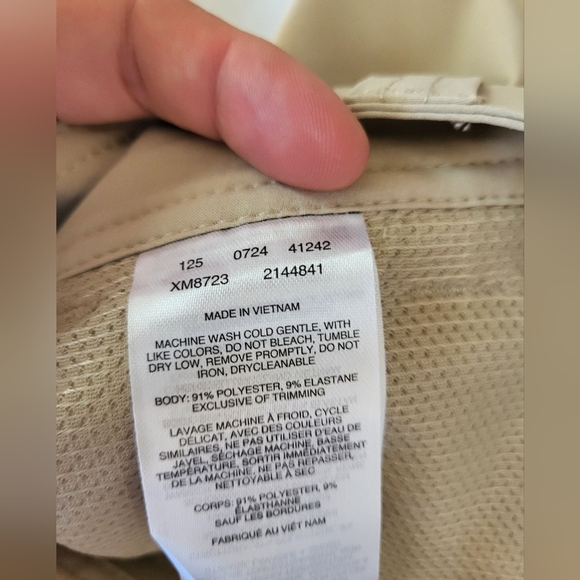 125 0724 41242
XM8723 2144841
MADE IN VIETNAM
MACHINE WASH COLD GENTLE, WITH
LIKE COLORS, DO NOT BLEACH, TUMBLE
DRY LOW, REMOVE PROMPTLY, DO NOT
IRON, DRYCLEANABLE
BODY: 91% POLYESTER, 9% ELASTANE
EXCLUSIVE OF TRIMMING
LAVAGE MACHINE À FROID, CYCLE
DÉLICAT, AVEC DES COULEURS
SIMILAIRES, NE PAS UTILISER D'EAU DE
JAVEL, SÉCHAGE MACHINE, BASSE
TEMPÉRATURE, SORTIR IMMÉDIATEMENT
DE LA MACHINE, NE PAS REPASSER,
NETTOYABLE À SEC
CORPS: 91% POLYESTER, 9%
ÉLASTHANNE
SAUF LES BORDURES
FABRIQUÉ AU VIÊT NAM